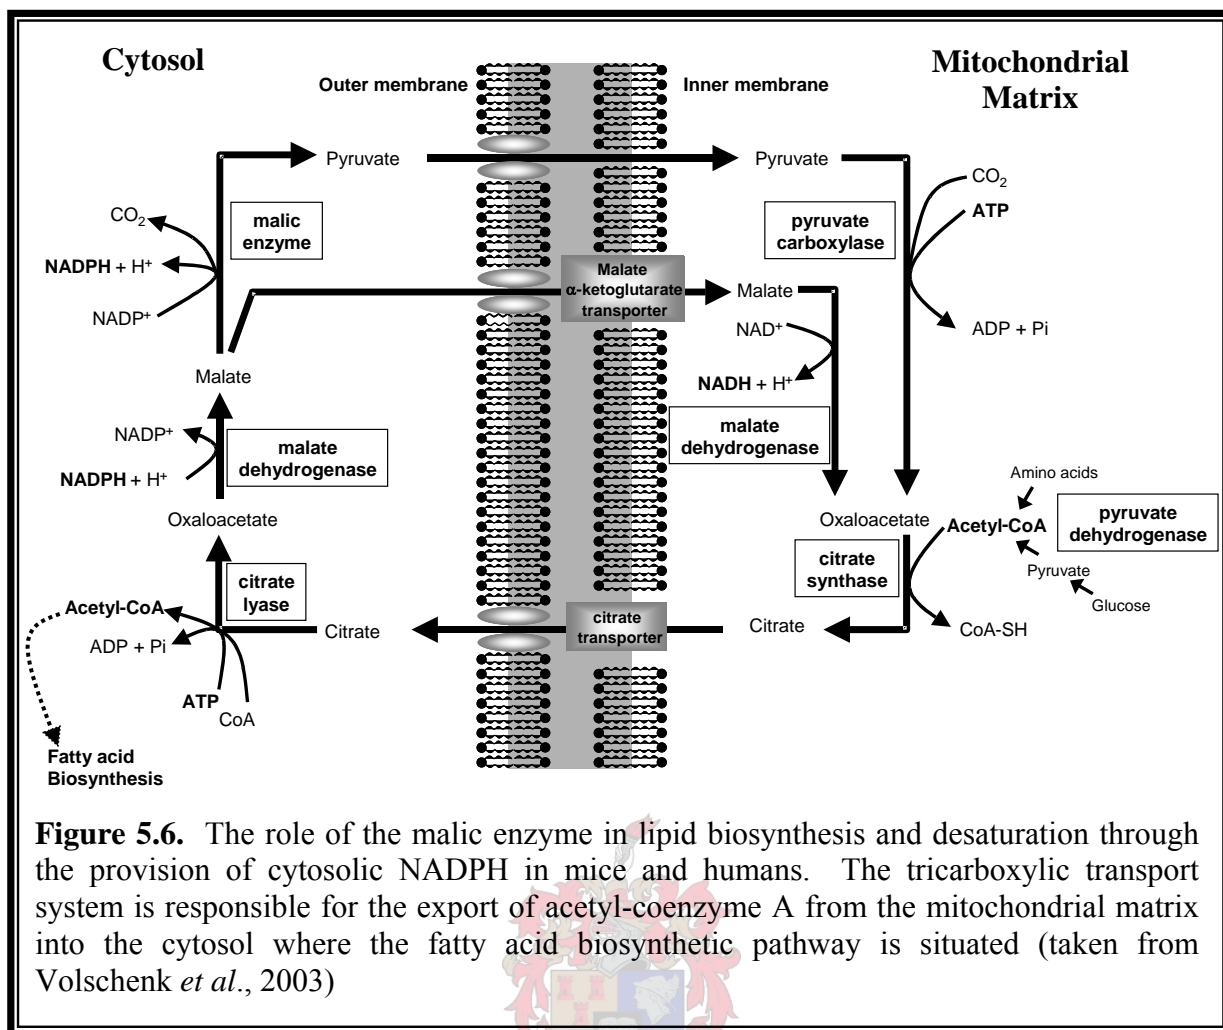 Cytosol
Outer membrane
Inner membrane
Mitochondrial
Matrix
Pyruvate
Pyruvate
CO₂
malic
enzyme
NADPH + H⁺
NADP⁺
Malate
Malate
α-ketoglutarate
transporter
Malate
NAD⁺
NADH + H⁺
malate
dehydrogenase
pyruvate
carboxylase
CO₂
ATP
ADP + Pi
NADP⁺
NADPH + H⁺
malate
dehydrogenase
Oxaloacetate
Oxaloacetate
Amino acids
Acetyl-CoA
pyruvate
dehydrogenase
Pyruvate
Glucose
citrate
synthase
CoA-SH
citrate
lyase
Acetyl-CoA
ADP + Pi
ATP
CoA
Citrate
citrate
transporter
Citrate
Fatty acid
Biosynthesis
Figure 5.6. The role of the malic enzyme in lipid biosynthesis and desaturation through
the provision of cytosolic NADPH in mice and humans. The tricarboxylic transport
system is responsible for the export of acetyl-coenzyme A from the mitochondrial matrix
into the cytosol where the fatty acid biosynthetic pathway is situated (taken from
Volschenk et al., 2003)